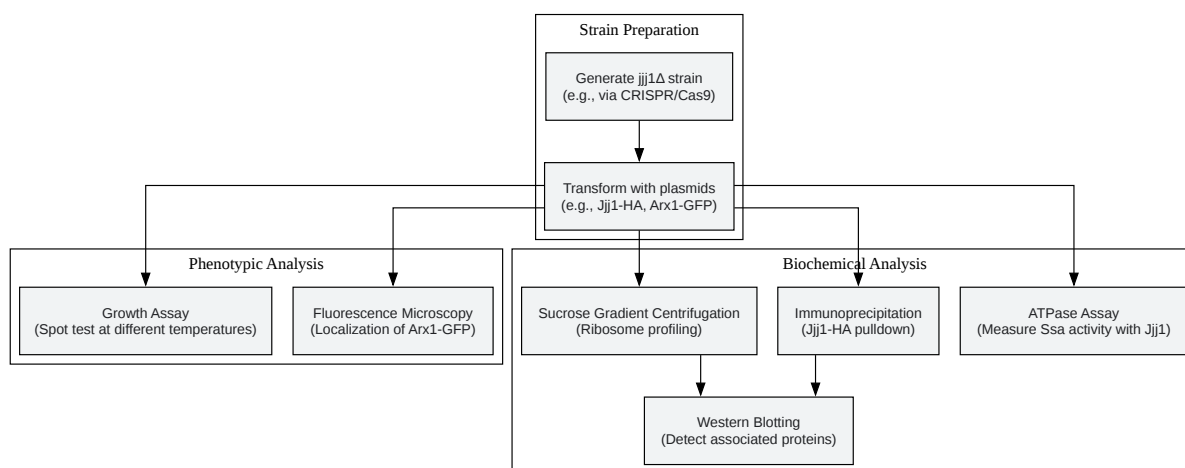 Strain Preparation
Generate jjj1Δ strain
(e.g., via CRISPR/Cas9)
Transform with plasmids
(e.g., Jjj1-HA, Arx1-GFP)
Phenotypic Analysis
Growth Assay
(Spot test at different temperatures)
Fluorescence Microscopy
(Localization of Arx1-GFP)
Biochemical Analysis
Sucrose Gradient Centrifugation
(Ribosome profiling)
Immunoprecipitation
(Jjj1-HA pulldown)
ATPase Assay
(Measure Ssa activity with Jjj1)
Western Blotting
(Detect associated proteins)